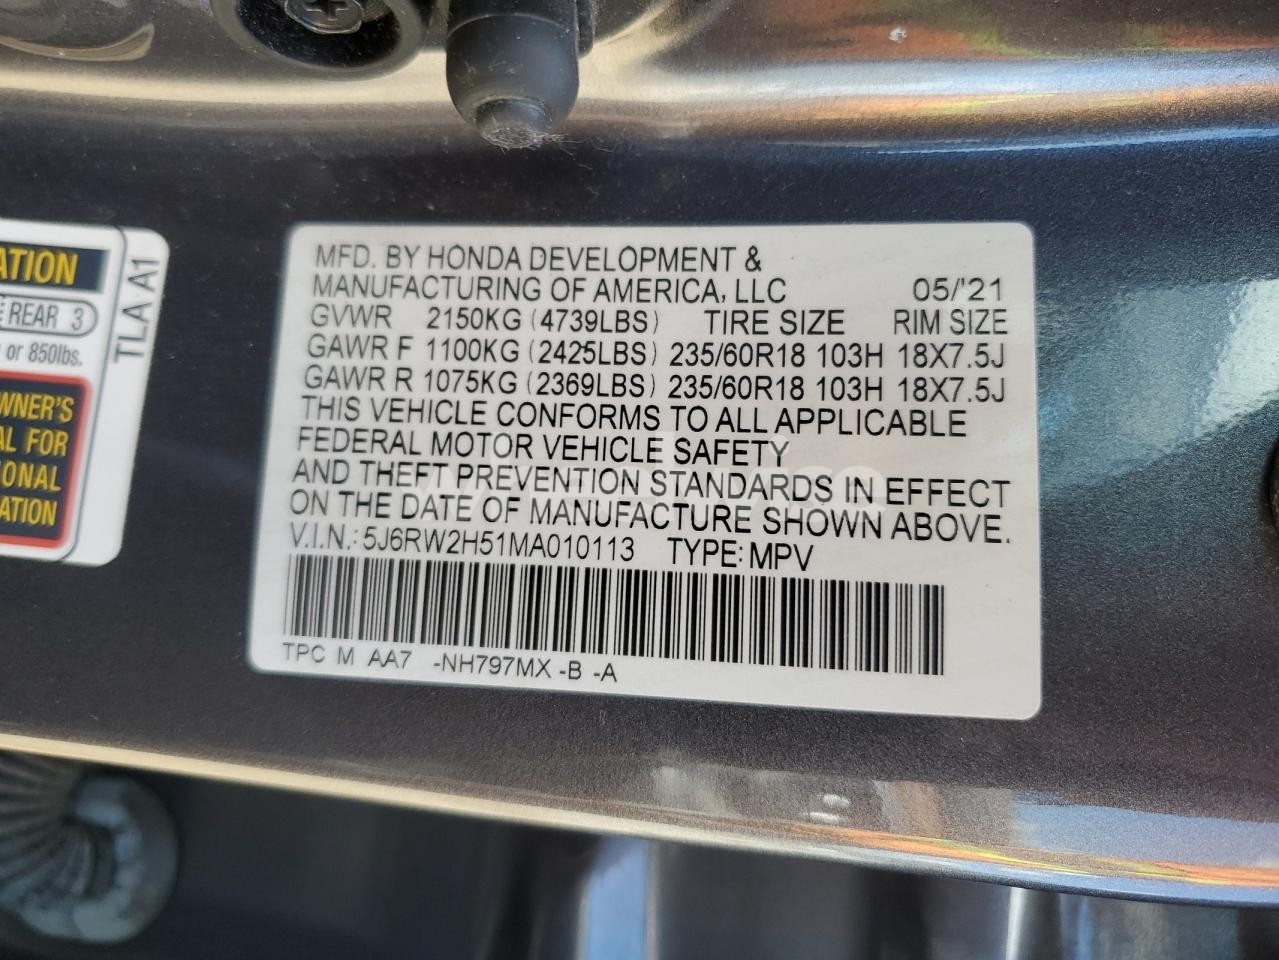 ATION
REAR 3
or 850lbs.
WNER'S
AL FOR
ONAL
ATION
TLA A1
MFD. BY HONDA DEVELOPMENT &
MANUFACTURING OF AMERICA, LLC 05/'21
GVWR 2150KG (4739LBS) TIRE SIZE RIM SIZE
GAWR F 1100KG (2425LBS) 235/60R18 103H 18X7.5J
GAWR R 1075KG (2369LBS) 235/60R18 103H 18X7.5J
THIS VEHICLE CONFORMS TO ALL APPLICABLE
FEDERAL MOTOR VEHICLE SAFETY
AND THEFT PREVENTION STANDARDS IN EFFECT
ON THE DATE OF MANUFACTURE SHOWN ABOVE.
V.I.N.: 5J6RW2H51MA010113 TYPE: MPV
TPC M AA7 -NH797MX -B -A